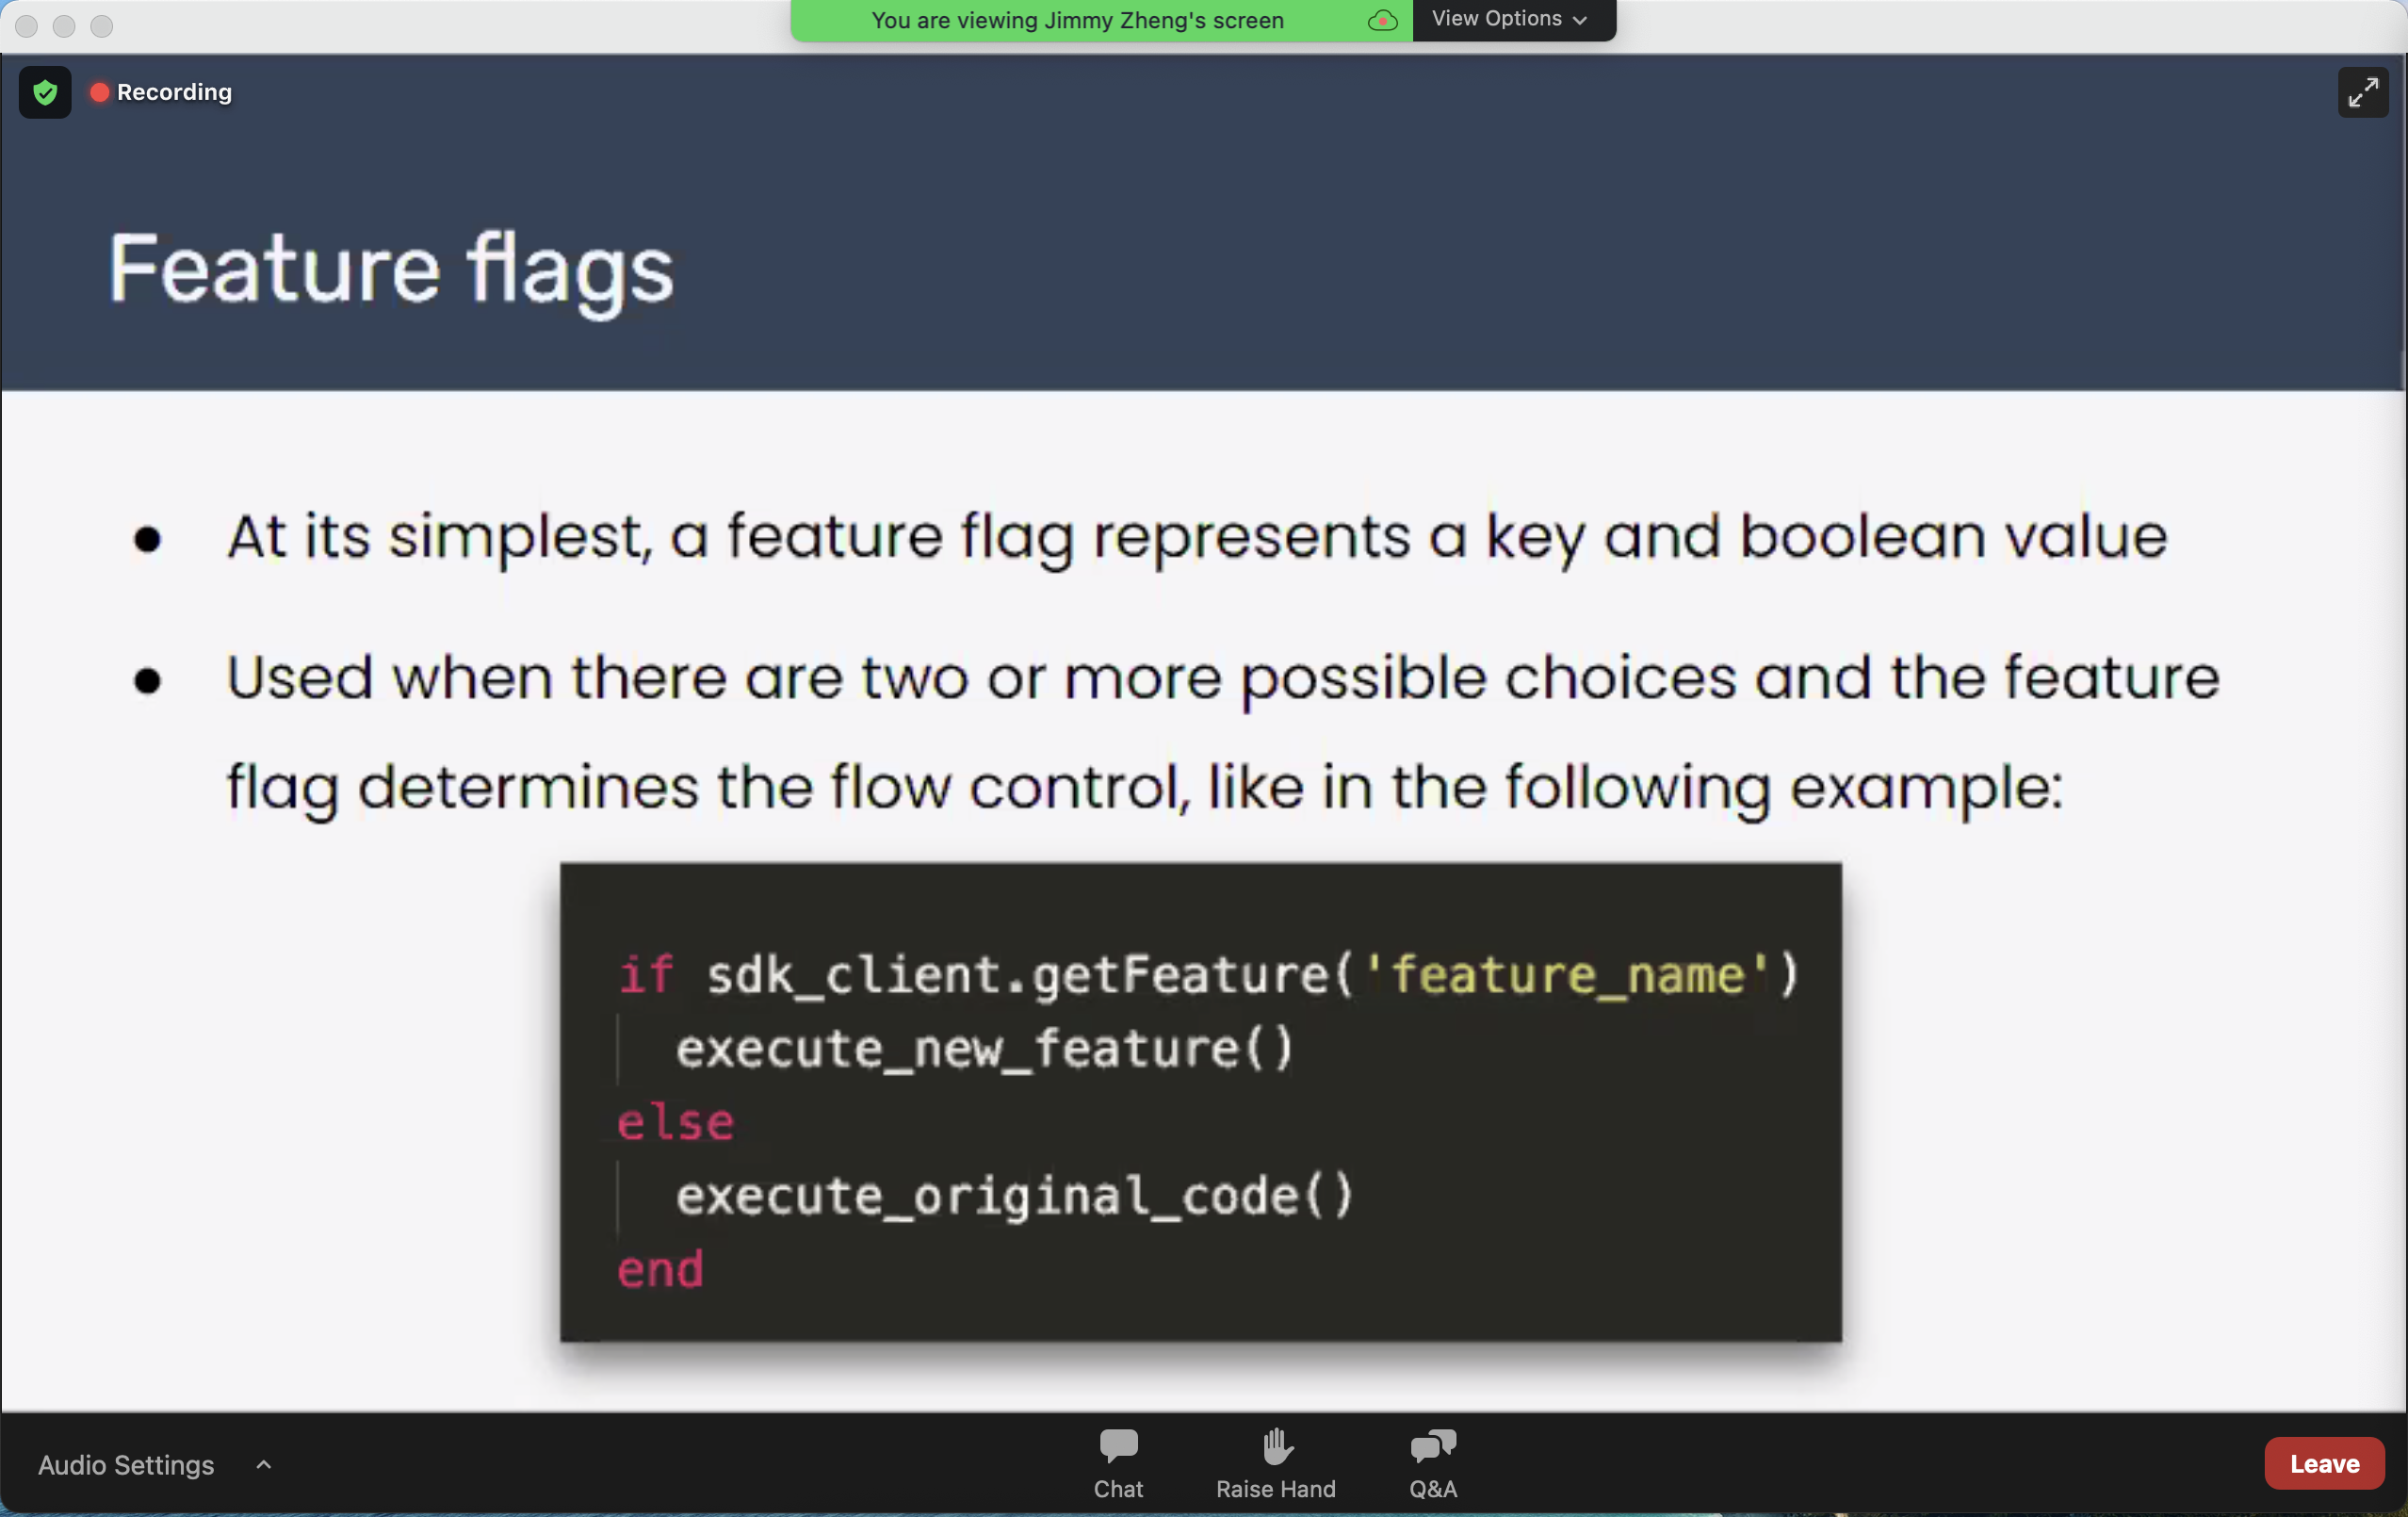 You are viewing Jimmy Zheng's screen
View Options
Recording
Feature flags
● At its simplest, a feature flag represents a key and boolean value
● Used when there are two or more possible choices and the feature
flag determines the flow control, like in the following example:
if sdk_client.getFeature('feature_name')
execute_new_feature()
else
execute_original_code()
end
Audio Settings
Chat
Raise Hand
Q&A
Leave